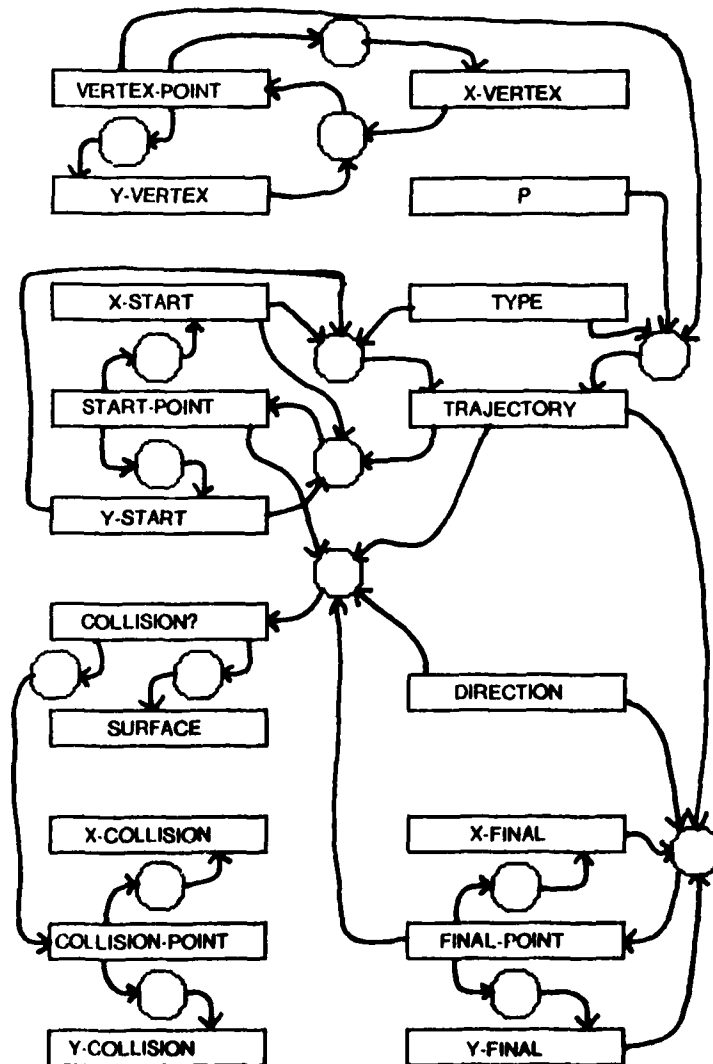 VERTEX-POINT
X-VERTEX
Y-VERTEX
P
X-START
TYPE
START-POINT
TRAJECTORY
Y-START
COLLISION?
DIRECTION
SURFACE
X-COLLISION
X-FINAL
COLLISION-POINT
FINAL-POINT
Y-COLLISION
Y-FINAL